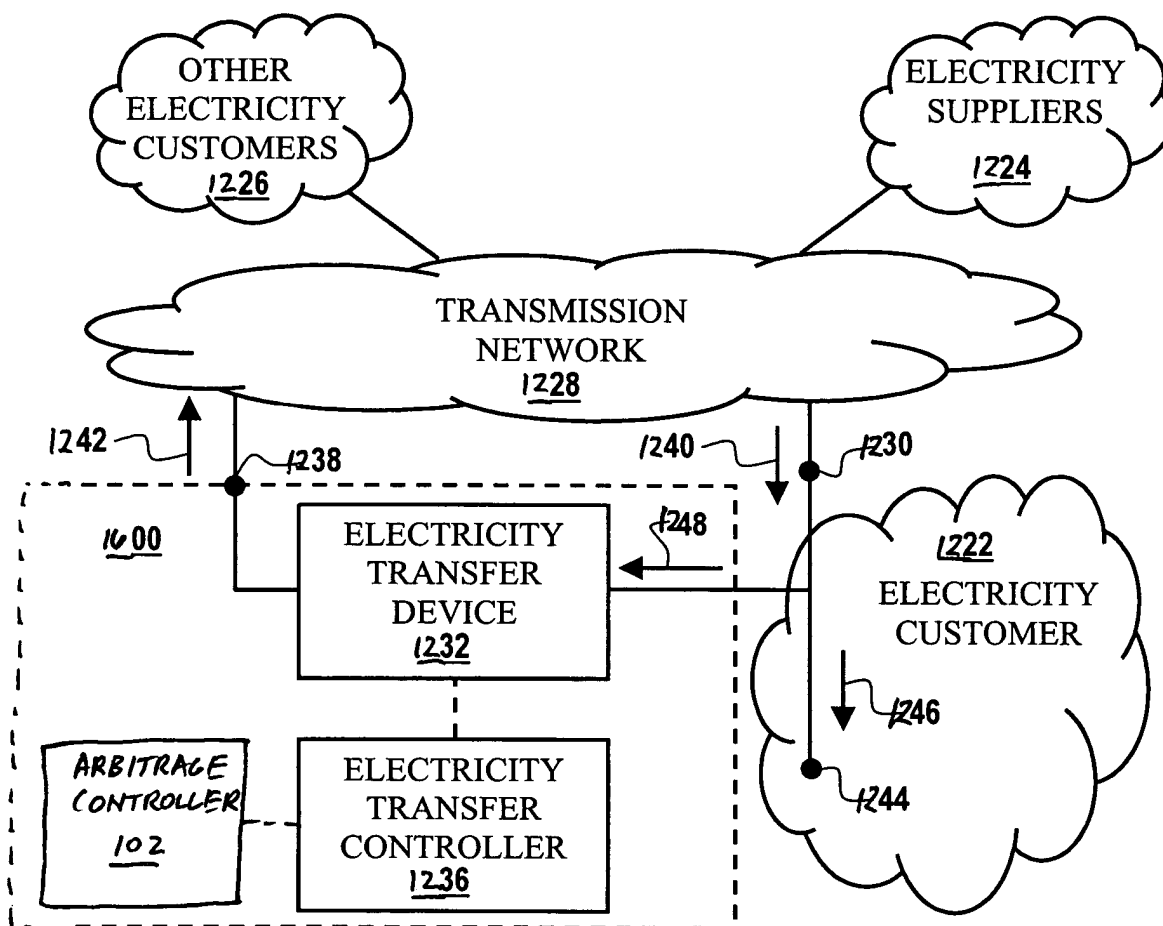 OTHER
ELECTRICITY
CUSTOMERS
1226
ELECTRICITY
SUPPLIERS
1224
TRANSMISSION
NETWORK
1228
1242
1238
1240
1230
1600
ELECTRICITY
TRANSFER
DEVICE
1232
1248
1222
ELECTRICITY
CUSTOMER
1246
1244
ARBITRAGE
CONTROLLER
102
ELECTRICITY
TRANSFER
CONTROLLER
1236